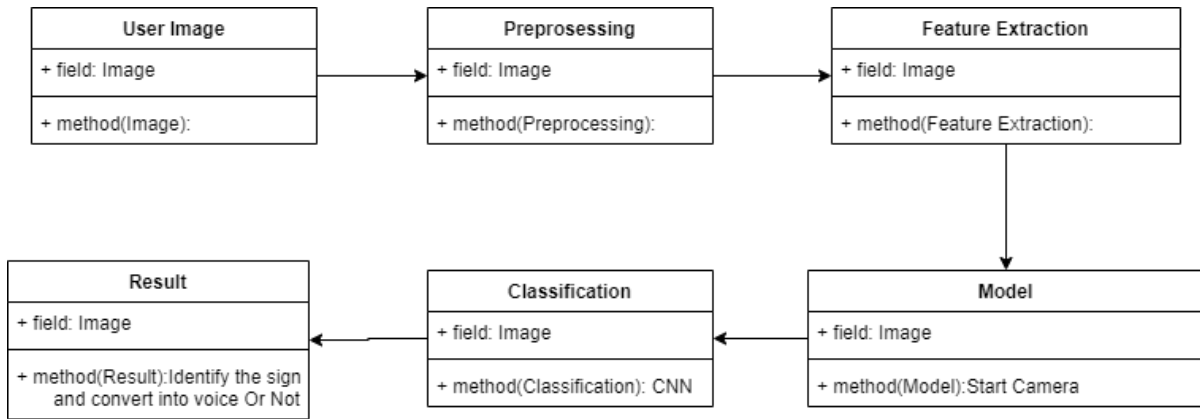 User Image
+ field: Image
+ method(Image):
Preprosessing
+ field: Image
+ method(Preprocessing):
Feature Extraction
+ field: Image
+ method(Feature Extraction):
Model
+ field: Image
+ method(Model):Start Camera
Classification
+ field: Image
+ method(Classification): CNN
Result
+ field: Image
+ method(Result):Identify the sign
and convert into voice Or Not